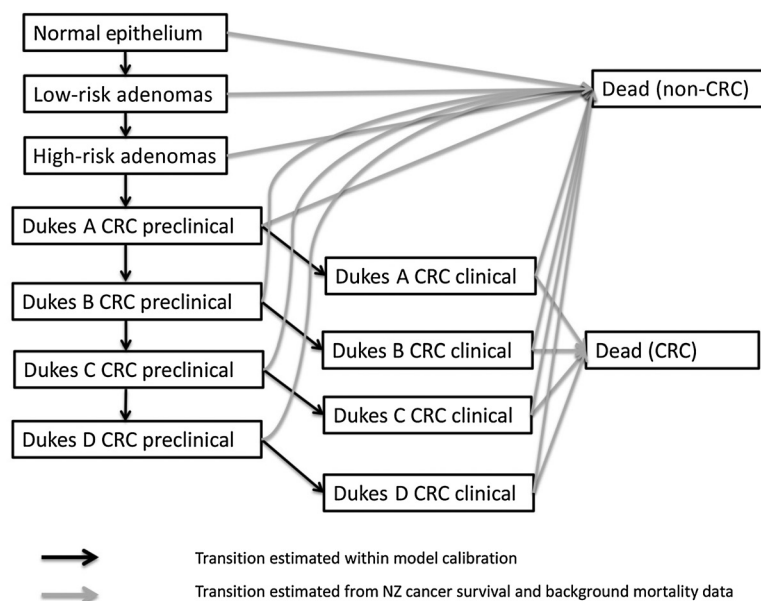 Normal epithelium
Low-risk adenomas
High-risk adenomas
Dukes A CRC preclinical
Dukes B CRC preclinical
Dukes C CRC preclinical
Dukes D CRC preclinical
Dukes A CRC clinical
Dukes B CRC clinical
Dukes C CRC clinical
Dukes D CRC clinical
Dead (non-CRC)
Dead (CRC)
Transition estimated within model calibration
Transition estimated from NZ cancer survival and background mortality data